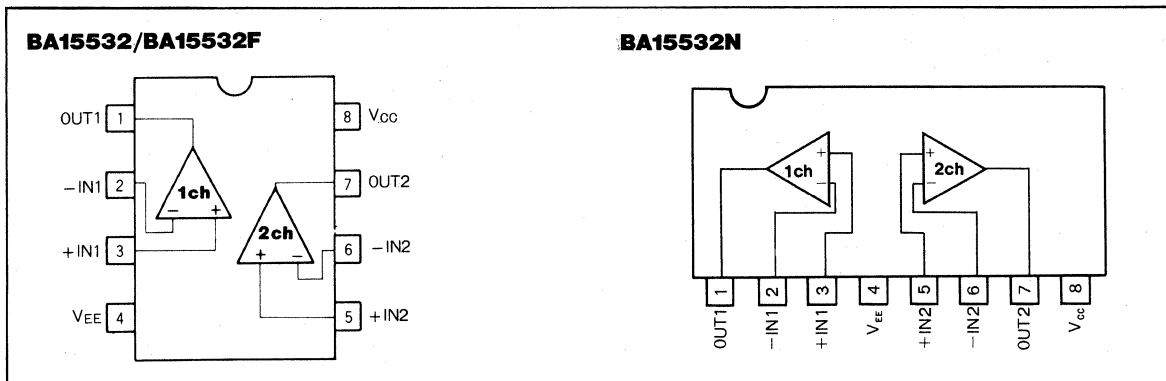 BA15532/BA15532F
OUT1 1
8 VCC
1ch
- +
-IN1 2
7 OUT2
2ch
+ -
+IN1 3
6 -IN2
VEE 4
5 +IN2
BA15532N
1ch
+
-
2ch
+
-
1 2 3 4 5 6 7 8
OUT1
-IN1
+IN1
VEE
+IN2
-IN2
OUT2
VCC